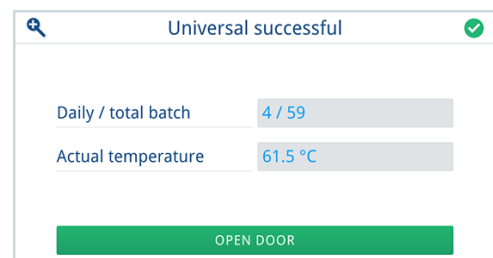 Universal successful
Daily / total batch 4 / 59
Actual temperature 61.5 °C
OPEN DOOR